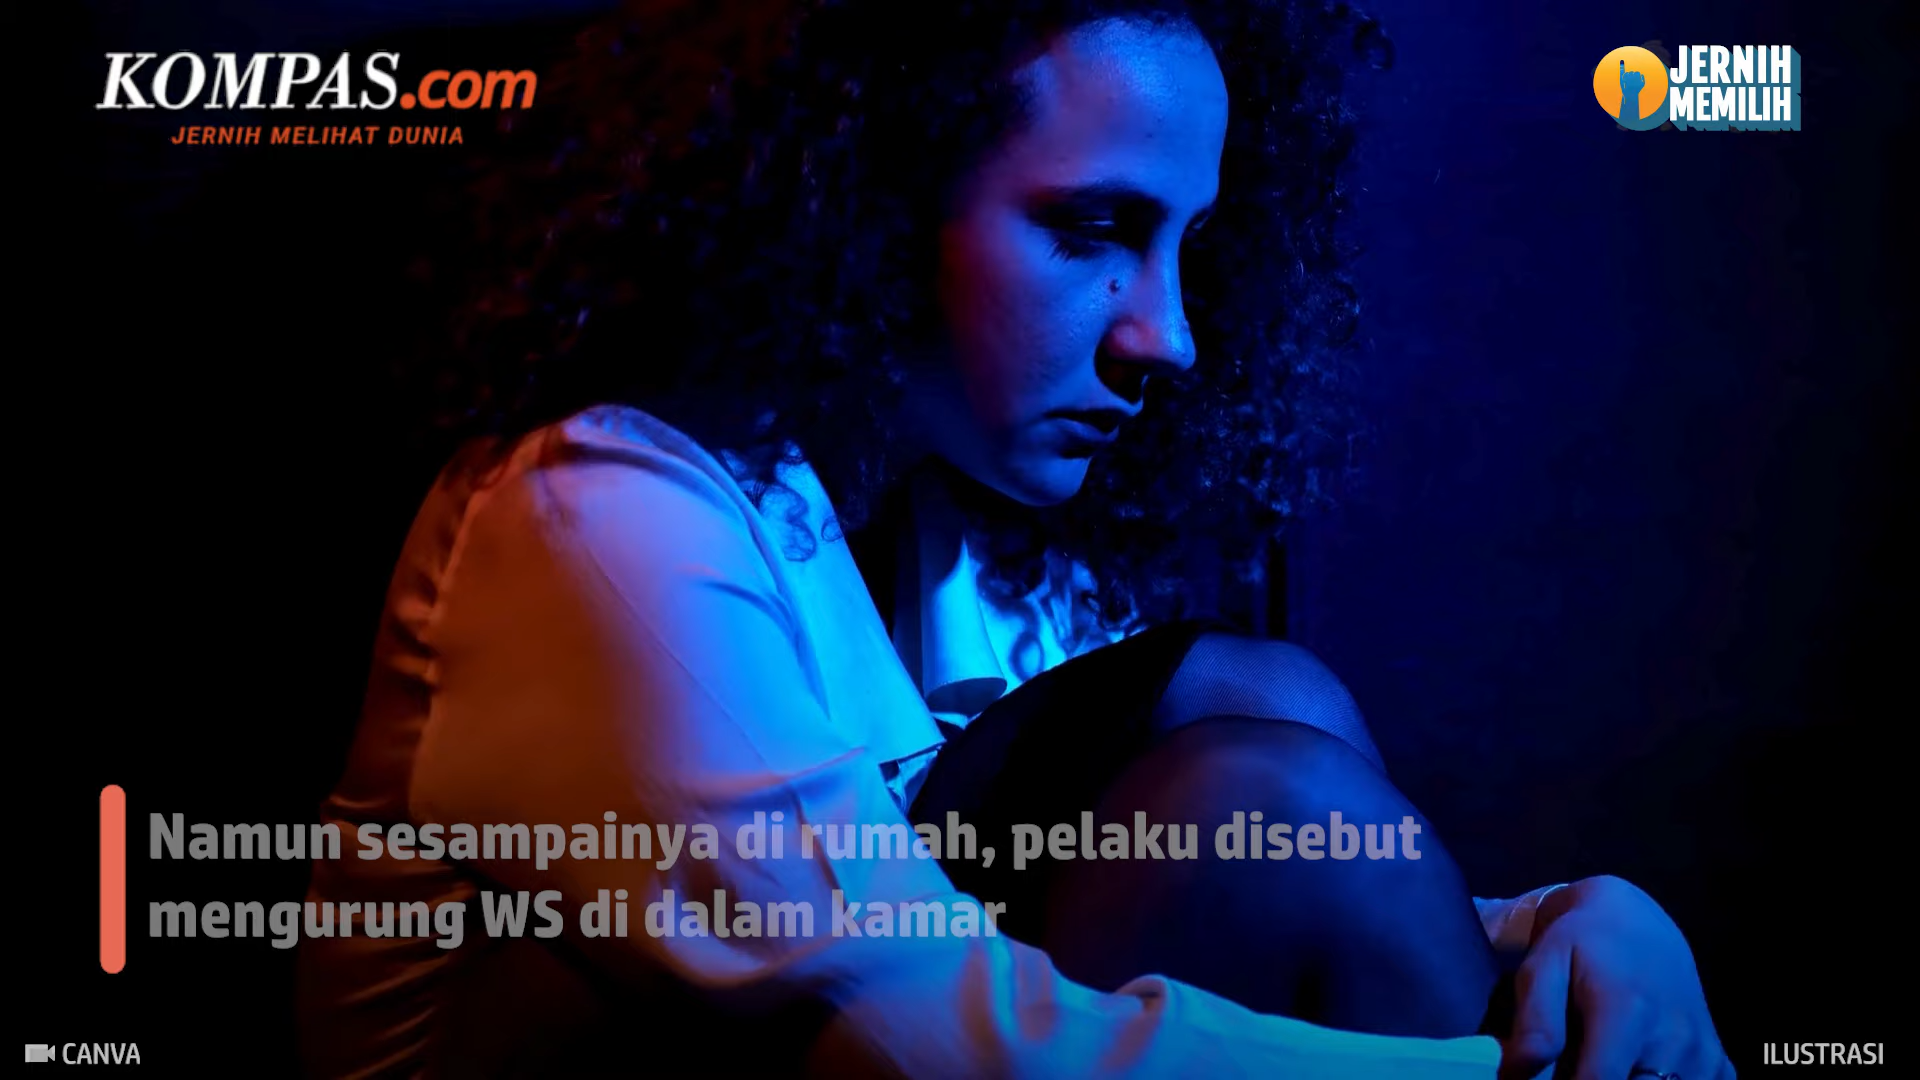 KOMPAS.com
JERNIH MELIHAT DUNIA
JERNIH
MEMILIH
Namun sesampainya di rumah, pelaku disebut
mengurung WS di dalam kamar
CANVA
ILUSTRASI